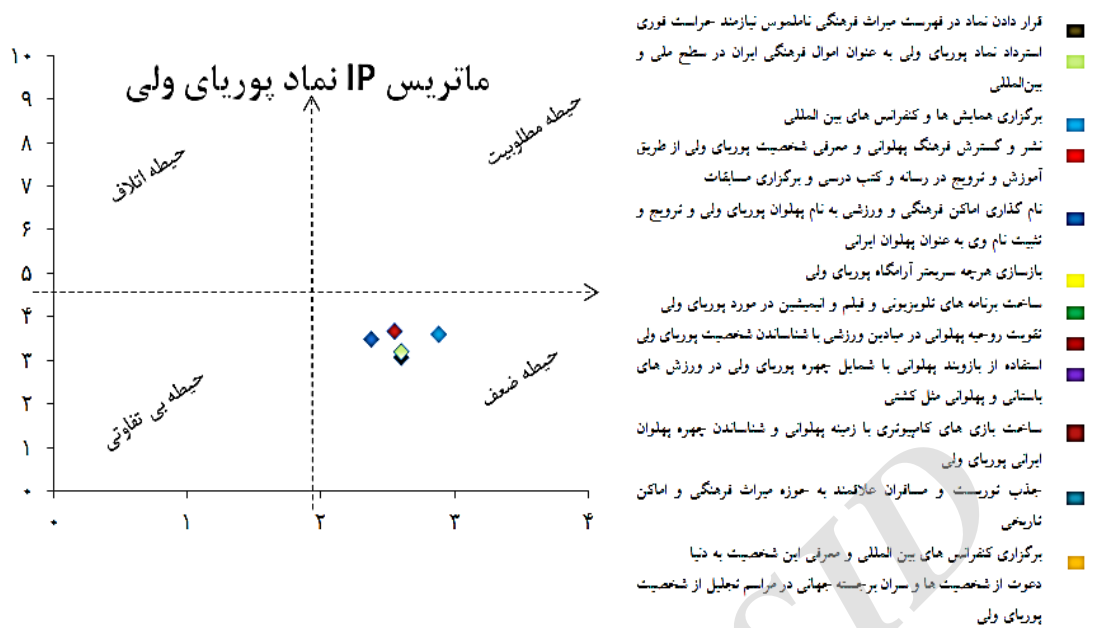 ماتریس IP نماد پوریای ولی
حیطه مطلوبیت
حیطه اتلاف
حیطه ضعف
حیطه بی تفاوتی
۱۰
۹
۸
۷
۶
۵
۴
۳
۲
۱
۰
۰ ۱ ۲ ۳ ۴
قرار دادن نماد در فهرست میراث فرهنگی ناملموس نیازمند حراست فوری
استرداد نماد پوریای ولی به عنوان اموال فرهنگی ایران در سطح ملی و
بین‌المللی
برگزاری همایش ها و کنفرانس های بین المللی
نشر و گسترش فرهنگ پهلوانی و معرفی شخصیت پوریای ولی از طریق
آموزش و ترویج در رسانه و کتب درسی و برگزاری مسابقات
نام گذاری اماکن فرهنگی و ورزشی به نام پهلوان پوریای ولی و ترویج و
تثبیت نام وی به عنوان پهلوان ایرانی
بازسازی هرچه سریعتر آرامگاه پوریای ولی
ساخت برنامه های تلویزیونی و فیلم و انیمیشین در مورد پوریای ولی
تقویت روحیه پهلوانی در میادین ورزشی با شناساندن شخصیت پوریای ولی
استفاده از بازوبند پهلوانی با شمایل چهره پوریای ولی در ورزش های
باستانی و پهلوانی مثل کشتی
ساخت بازی های کامپیوتری با زمینه پهلوانی و شناساندن چهره پهلوان
ایرانی پوریای ولی
جذب توریست و مسافران علاقمند به حوزه میراث فرهنگی و اماکن
تاریخی
برگزاری کنفرانس های بین المللی و معرفی این شخصیت به دنیا
دعوت از شخصیت ها و سران برجسته جهانی در مراسم تجلیل از شخصیت
پوریای ولی
SID